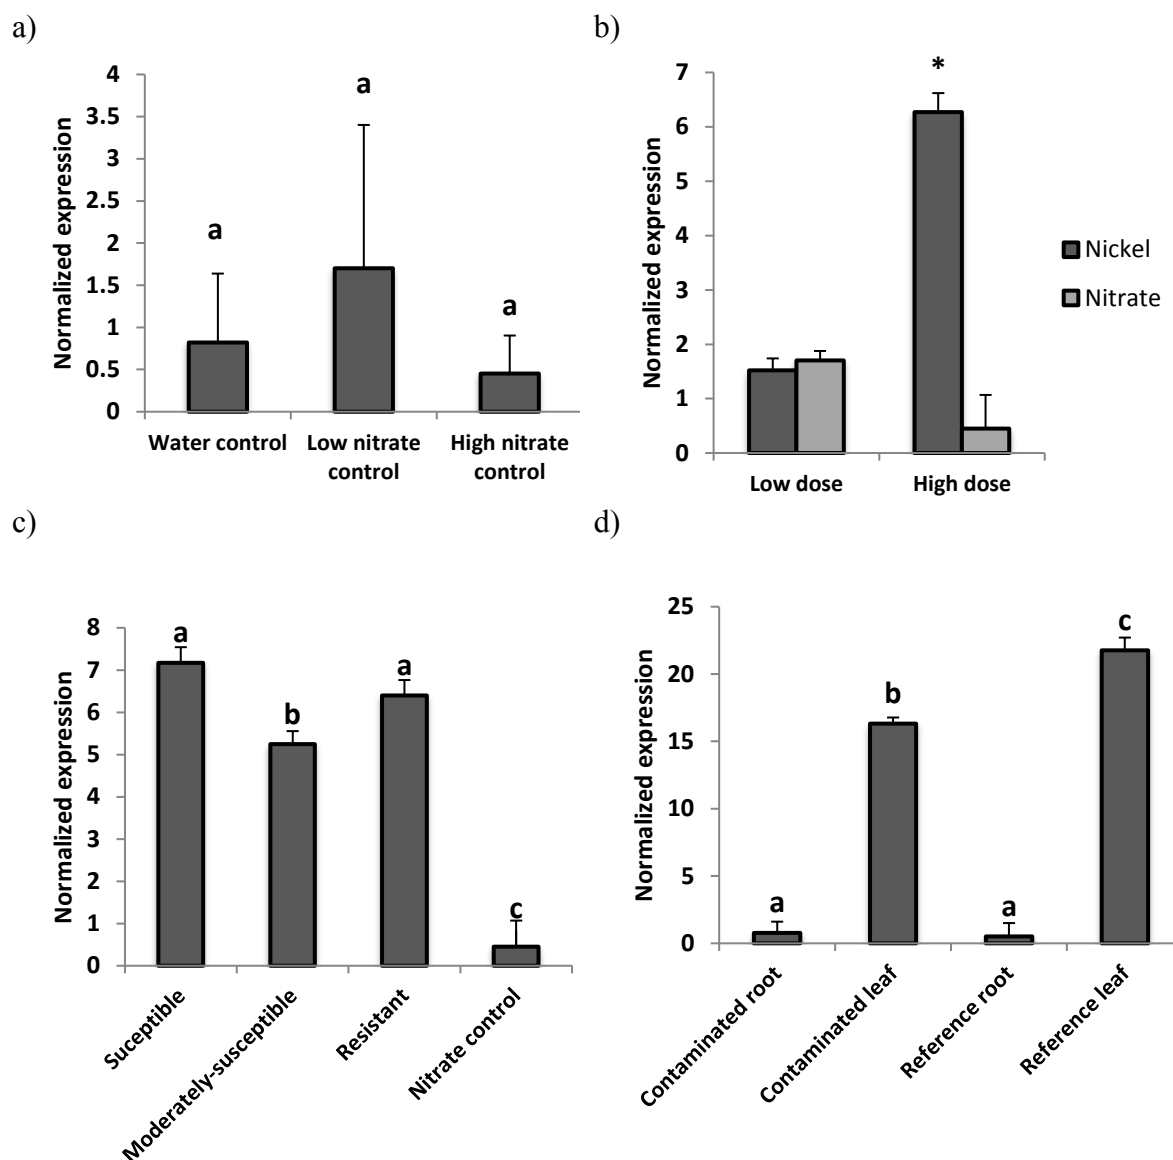 a)
Normalized expression
4
3.5
3
2.5
2
1.5
1
0.5
0
a
a
a
Water control
Low nitrate
control
High nitrate
control
b)
Normalized expression
7
6
5
4
3
2
1
0
*
Low dose
High dose
Nickel
Nitrate
c)
Normalized expression
8
7
6
5
4
3
2
1
0
a
b
a
c
Suceptible
Moderately-susceptible
Resistant
Nitrate control
d)
Normalized expression
25
20
15
10
5
0
a
b
a
c
Contaminated root
Contaminated leaf
Reference root
Reference leaf